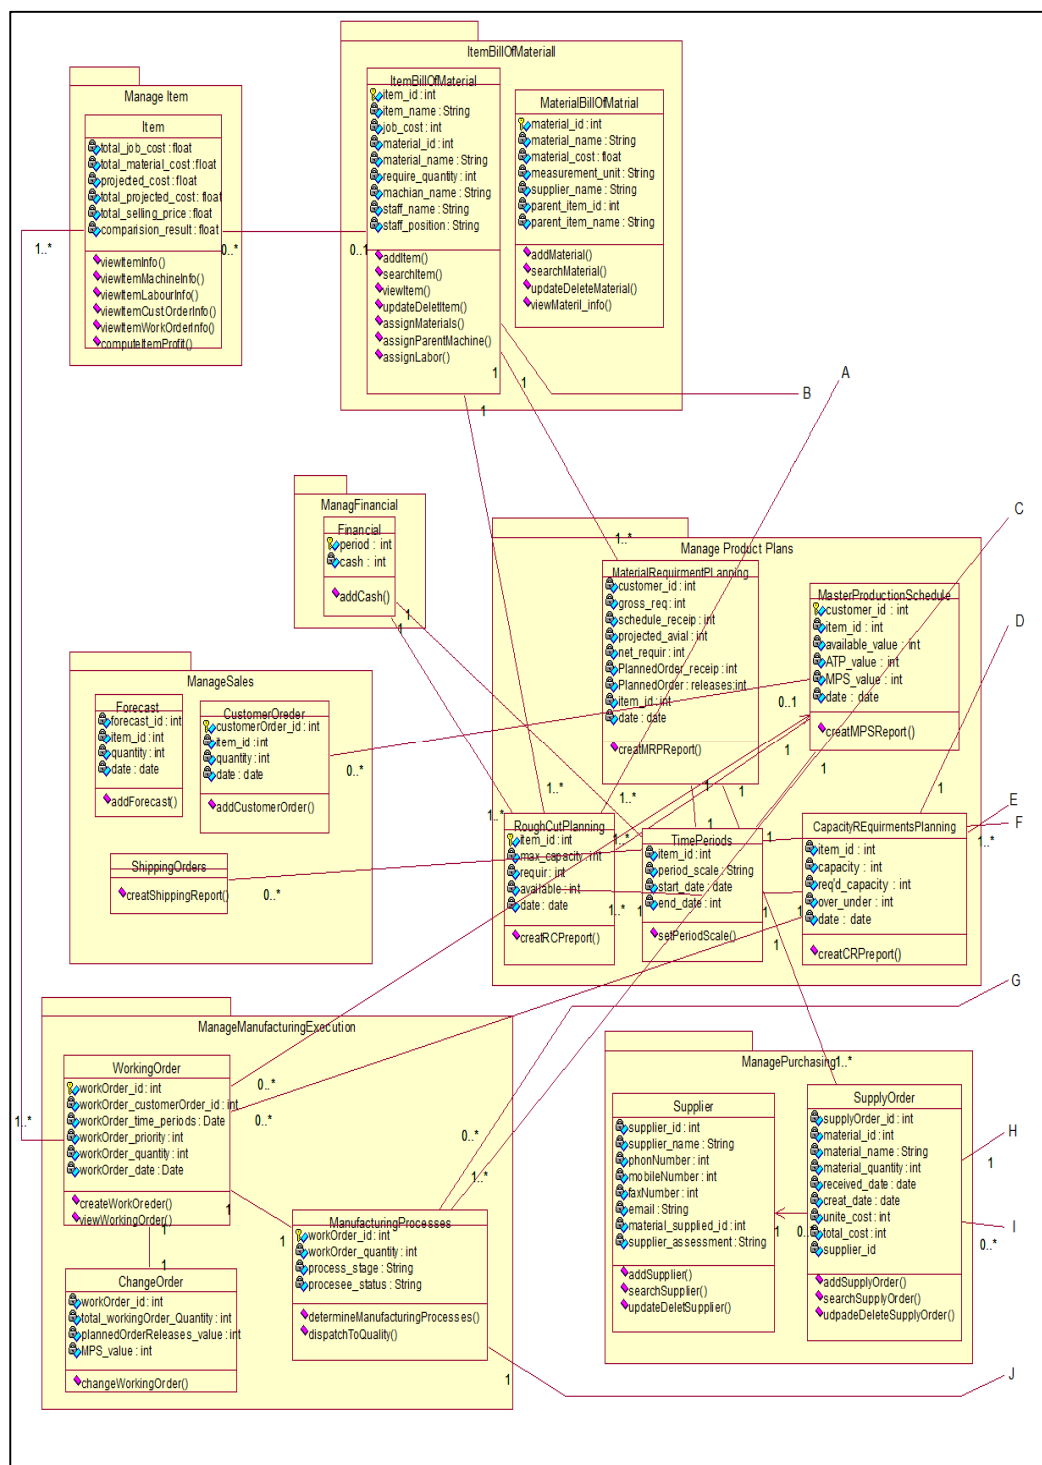 ItemBillOfMateriall
ItemBillOfMaterial
item_id : int
item_name : String
job_cost : int
material_id : int
material_name : String
require_quantity : int
machian_name : String
staff_name : String
staff_position : String
addItem()
searchItem()
viewItem()
updateDeletItem()
assignMaterials()
assignParentMachine()
assignLabor()
MaterialBillOfMatrial
material_id : int
material_name : String
material_cost : float
measurement_unit : String
supplier_name : String
parent_item_id : int
parent_item_name : String
addMaterial()
searchMaterial()
updateDeleteMaterial()
viewMateril_info()
Manage Item
Item
total_job_cost : float
total_material_cost : float
projected_cost : float
total_projected_cost : float
total_selling_price : float
comparision_result : float
viewItemInfo()
viewItemMachineInfo()
viewItemLabourInfo()
viewItemCust.OrderInfo()
viewItemWorkOrderInfo()
computeItemProfit()
1..*
0..*
0..1
1
1
1
1
A
B
C
D
E
F
G
H
I
J
ManagFinancial
Financial
period : int
cash : int
addCash()
1
1
Manage Product Plans
1..*
MaterialRequirmentPlanning
customer_id : int
gross_req : int
schedule_receip : int
projected_avial : int
net_requir : int
PlannedOrder_receip : int
PlannedOrder : releases:int
item_id : int
date : date
creatMRPReport()
MasterProductionSchedule
customer_id : int
item_id : int
available_value : int
ATP_value : int
MPS_value : int
date : date
creatMPSReport()
0..1
1
1
1
1
1
1..*
1..*
1..*
RoughCutPlanning
item_id : int
max_capacity : int
requir : int
available : int
date : date
creatRCPreport()
1..*
1..*
1
1
1
TimePeriods
item_id : int
period_scale : String
start_date : date
end_date : int
setPeriodScale()
1
1
1..*
CapacityREquirmentsPlanning
item_id : int
capacity : int
req'd_capacity : int
over_under : int
date : date
creatCRPreport()
ManageSales
Forecast
forecast_id : int
item_id : int
quantity : int
date : date
addForecast()
CustomerOreder
customerOrder_id : int
item_id : int
quantity : int
date : date
addCustomerOrder()
0..*
ShippingOrders
creatShippingReport()
0..*
ManageManufacturingExecution
WorkingOrder
workOrder_id : int
workOrder_customerOrder_id : int
workOrder_time_periods : Date
workOrder_priority : int
workOrder_quantity : int
workOrder_date : Date
createWorkOreder()
viewWorkingOrder()
1..*
0..*
0..*
1
1
1
1
ChangeOrder
workOrder_id : int
total_workingOrder_Quantity : int
plannedOrderReleases_value : int
MPS_value : int
changeWorkingOrder()
0..*
1..*
ManufacturingProcesses
workOrder_id : int
workOrder_quantity : int
process_stage : String
procesee_status : String
determineManufacturingProcesses()
dispatchToQuality()
1
ManagePurchasing
1..*
Supplier
supplier_id : int
supplier_name : String
phonNumber : int
mobileNumber : int
faxNumber : int
email : String
material_supplied_id : int
supplier_assessment : String
addSupplier()
searchSupplier()
updateDeletSupplier()
1
SupplyOrder
supplyOrder_id : int
material_id : int
material_name : String
material_quantity : int
received_date : date
creat_date : date
unite_cost : int
total_cost : int
supplier_id
addSupplyOrder()
searchSupplyOrder()
udpadeDeleteSupplyOrder()
1
0..*
1